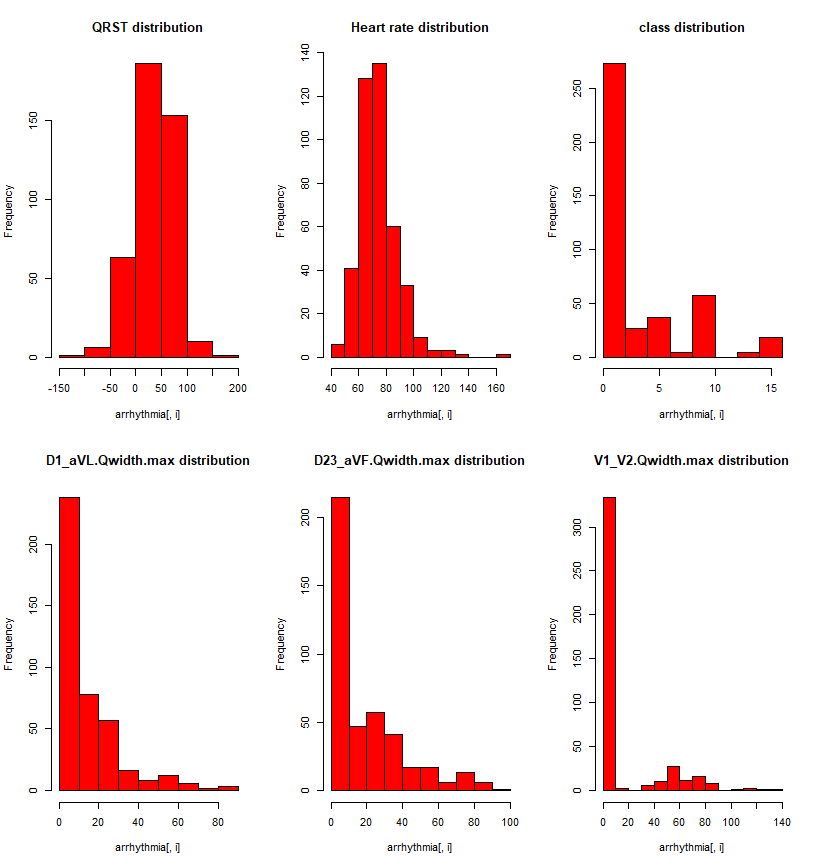 QRST distribution
Frequency
0 50 100 150
-150 -50 0 50 100 200
arrhythmia[, i]
Heart rate distribution
Frequency
0 20 40 60 80 100 120 140
40 60 80 100 120 140 160
arrhythmia[, i]
class distribution
Frequency
0 50 100 150 200 250
0 5 10 15
arrhythmia[, i]
D1_aVL.Qwidth.max distribution
Frequency
0 50 100 150 200
0 20 40 60 80
arrhythmia[, i]
D23_aVF.Qwidth.max distribution
Frequency
0 50 100 150 200
0 20 40 60 80 100
arrhythmia[, i]
V1_V2.Qwidth.max distribution
Frequency
0 50 100 150 200 250 300
0 20 40 60 80 100 140
arrhythmia[, i]